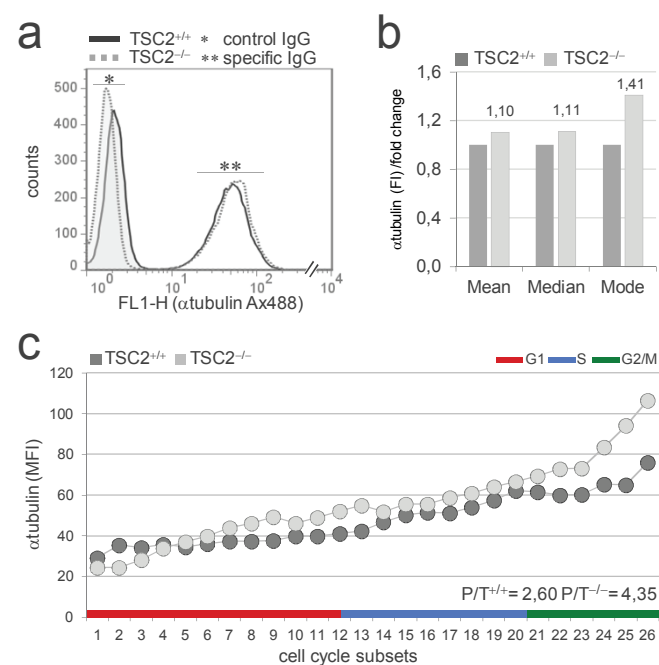 a
TSC2+/+ * control IgG
TSC2–/– ** specific IgG
500
400
300
200
100
0
counts
*
**
10⁰ 10¹ 10² 10⁴
FL1-H (αtubulin Ax488)
b
TSC2+/+ TSC2–/–
1,6
1,2
0,8
0,4
0,0
αtubulin (FI) /fold change
1,10
1,11
1,41
Mean Median Mode
c
TSC2+/+ TSC2–/–
G1 S G2/M
120
100
80
60
40
20
0
αtubulin (MFI)
P/T+/+= 2,60 P/T–/–= 4,35
1 2 3 4 5 6 7 8 9 10 11 12 13 14 15 16 17 18 19 20 21 22 23 24 25 26
cell cycle subsets